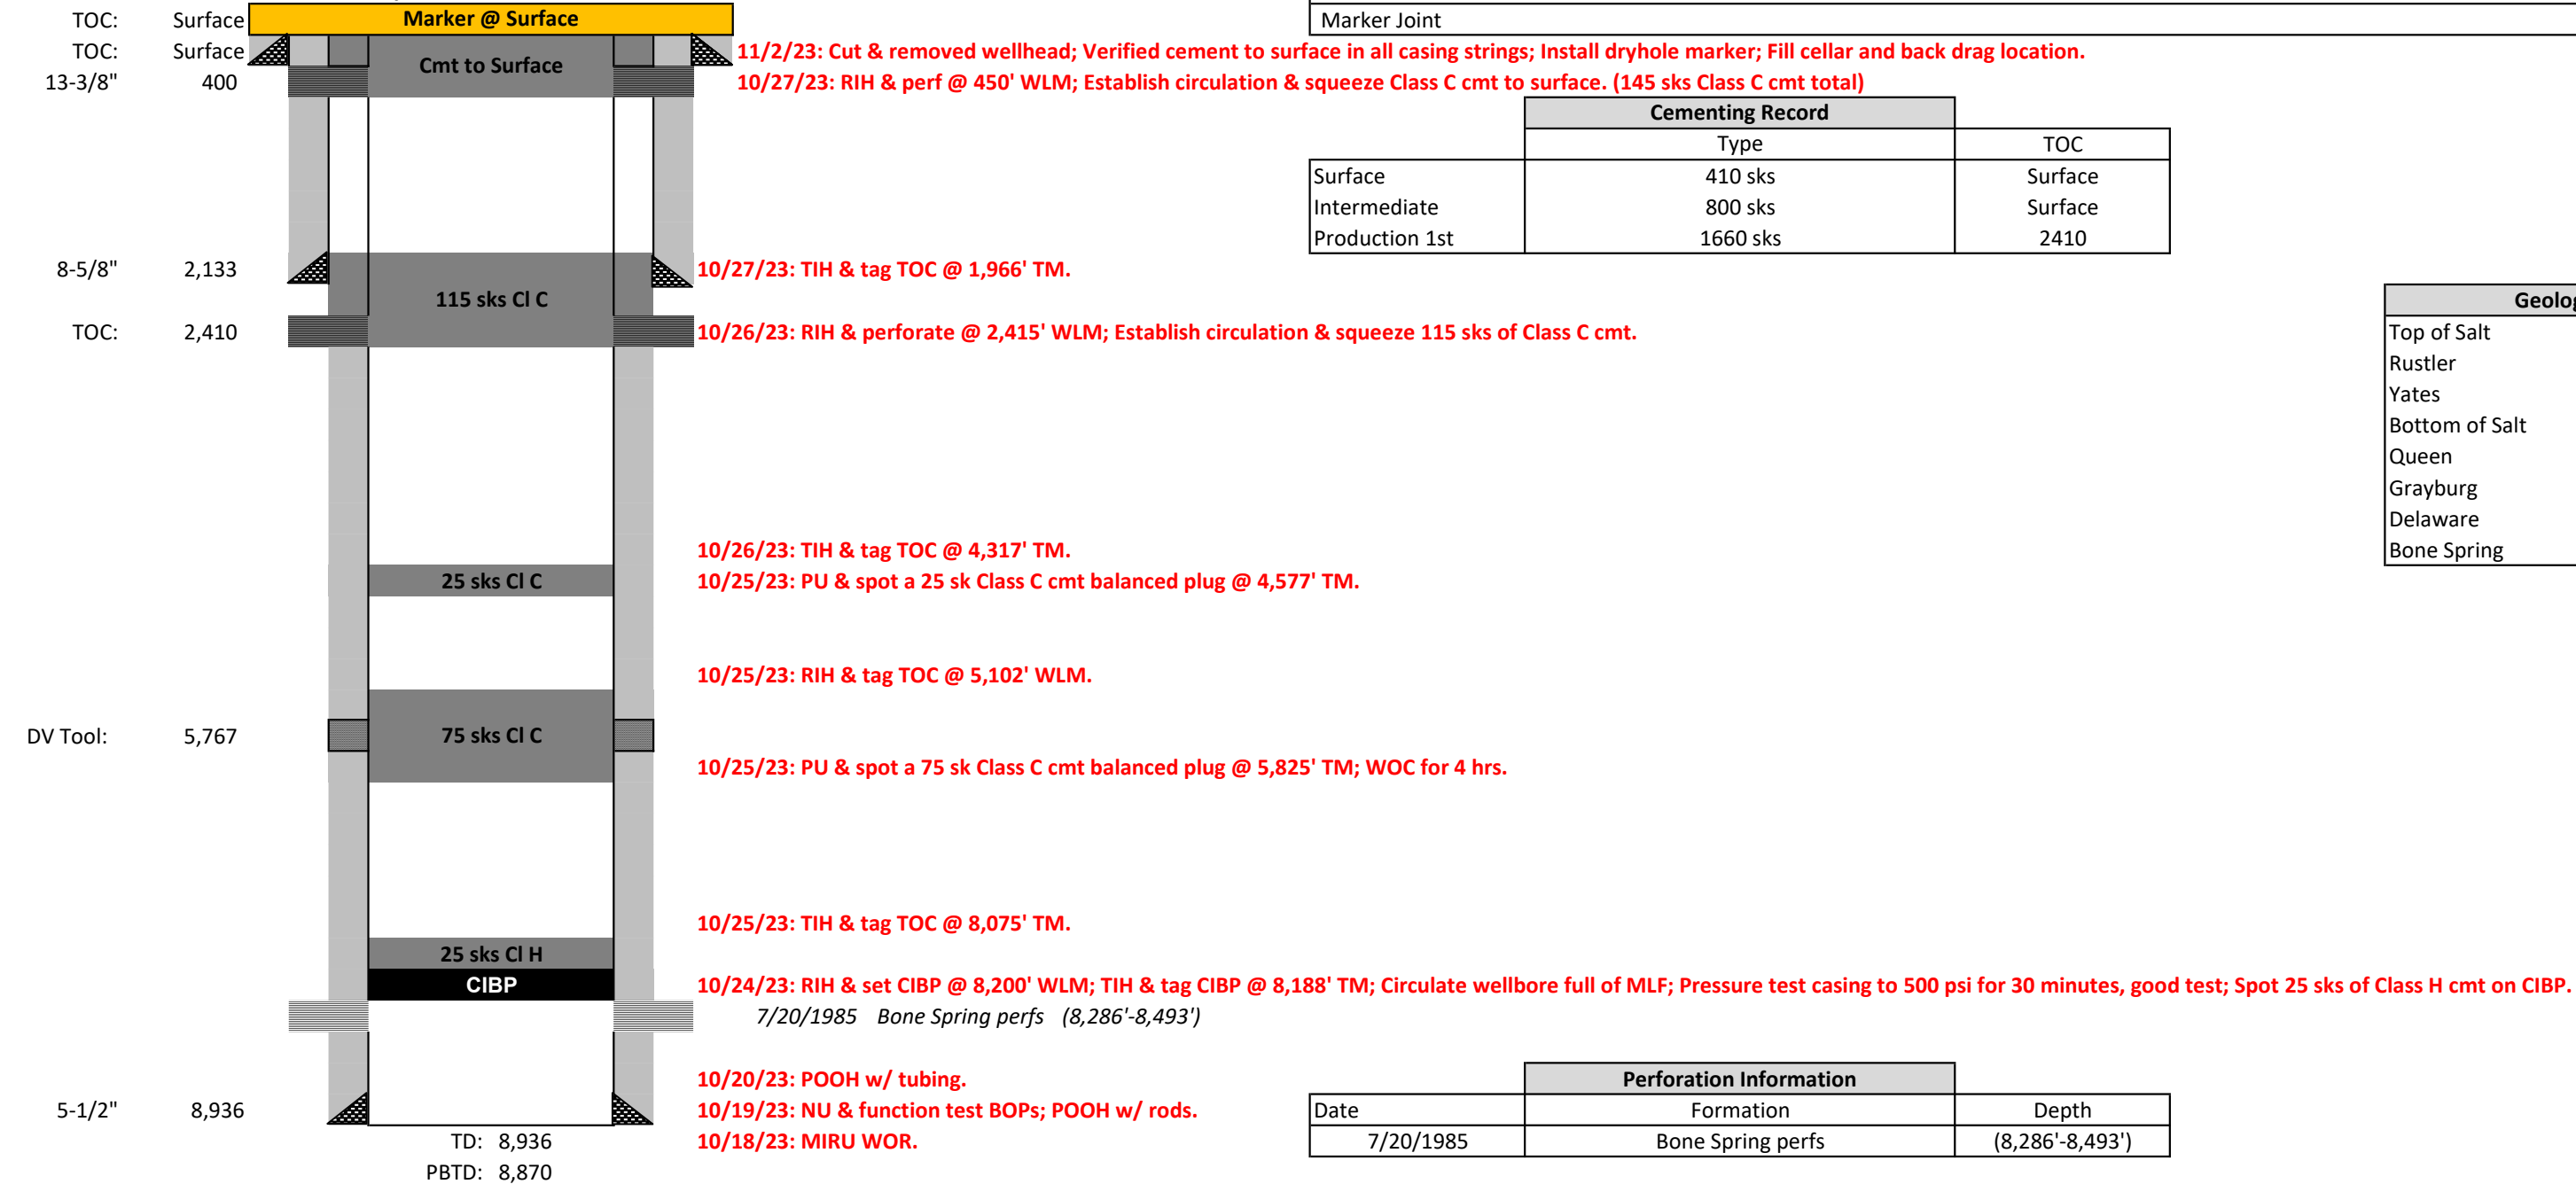 TOC: Surface Marker @ Surface Marker Joint
TOC: Surface 11/2/23: Cut & removed wellhead; Verified cement to surface in all casing strings; Install dryhole marker; Fill cellar and back drag location.
Cmt to Surface
13-3/8" 400 10/27/23: RIH & perf @ 450' WLM; Establish circulation & squeeze Class C cmt to surface. (145 sks Class C cmt total)
Cementing Record
Type TOC
Surface 410 sks Surface
Intermediate 800 sks Surface
Production 1st 1660 sks 2410
8-5/8" 2,133 10/27/23: TIH & tag TOC @ 1,966' TM.
115 sks Cl C
TOC: 2,410 10/26/23: RIH & perforate @ 2,415' WLM; Establish circulation & squeeze 115 sks of Class C cmt.
Top of Salt
Rustler
Yates
Bottom of Salt
Queen
Grayburg
Delaware
Bone Spring
10/26/23: TIH & tag TOC @ 4,317' TM.
25 sks Cl C 10/25/23: PU & spot a 25 sk Class C cmt balanced plug @ 4,577' TM.
10/25/23: RIH & tag TOC @ 5,102' WLM.
DV Tool: 5,767 75 sks Cl C
10/25/23: PU & spot a 75 sk Class C cmt balanced plug @ 5,825' TM; WOC for 4 hrs.
10/25/23: TIH & tag TOC @ 8,075' TM.
25 sks Cl H
CIBP 10/24/23: RIH & set CIBP @ 8,200' WLM; TIH & tag CIBP @ 8,188' TM; Circulate wellbore full of MLF; Pressure test casing to 500 psi for 30 minutes, good test; Spot 25 sks of Class H cmt on CIBP.
7/20/1985 Bone Spring perfs (8,286'-8,493')
10/20/23: POOH w/ tubing.
5-1/2" 8,936 10/19/23: NU & function test BOPs; POOH w/ rods.
TD: 8,936 10/18/23: MIRU WOR.
PBTD: 8,870
Perforation Information
Date Formation Depth
7/20/1985 Bone Spring perfs (8,286'-8,493')